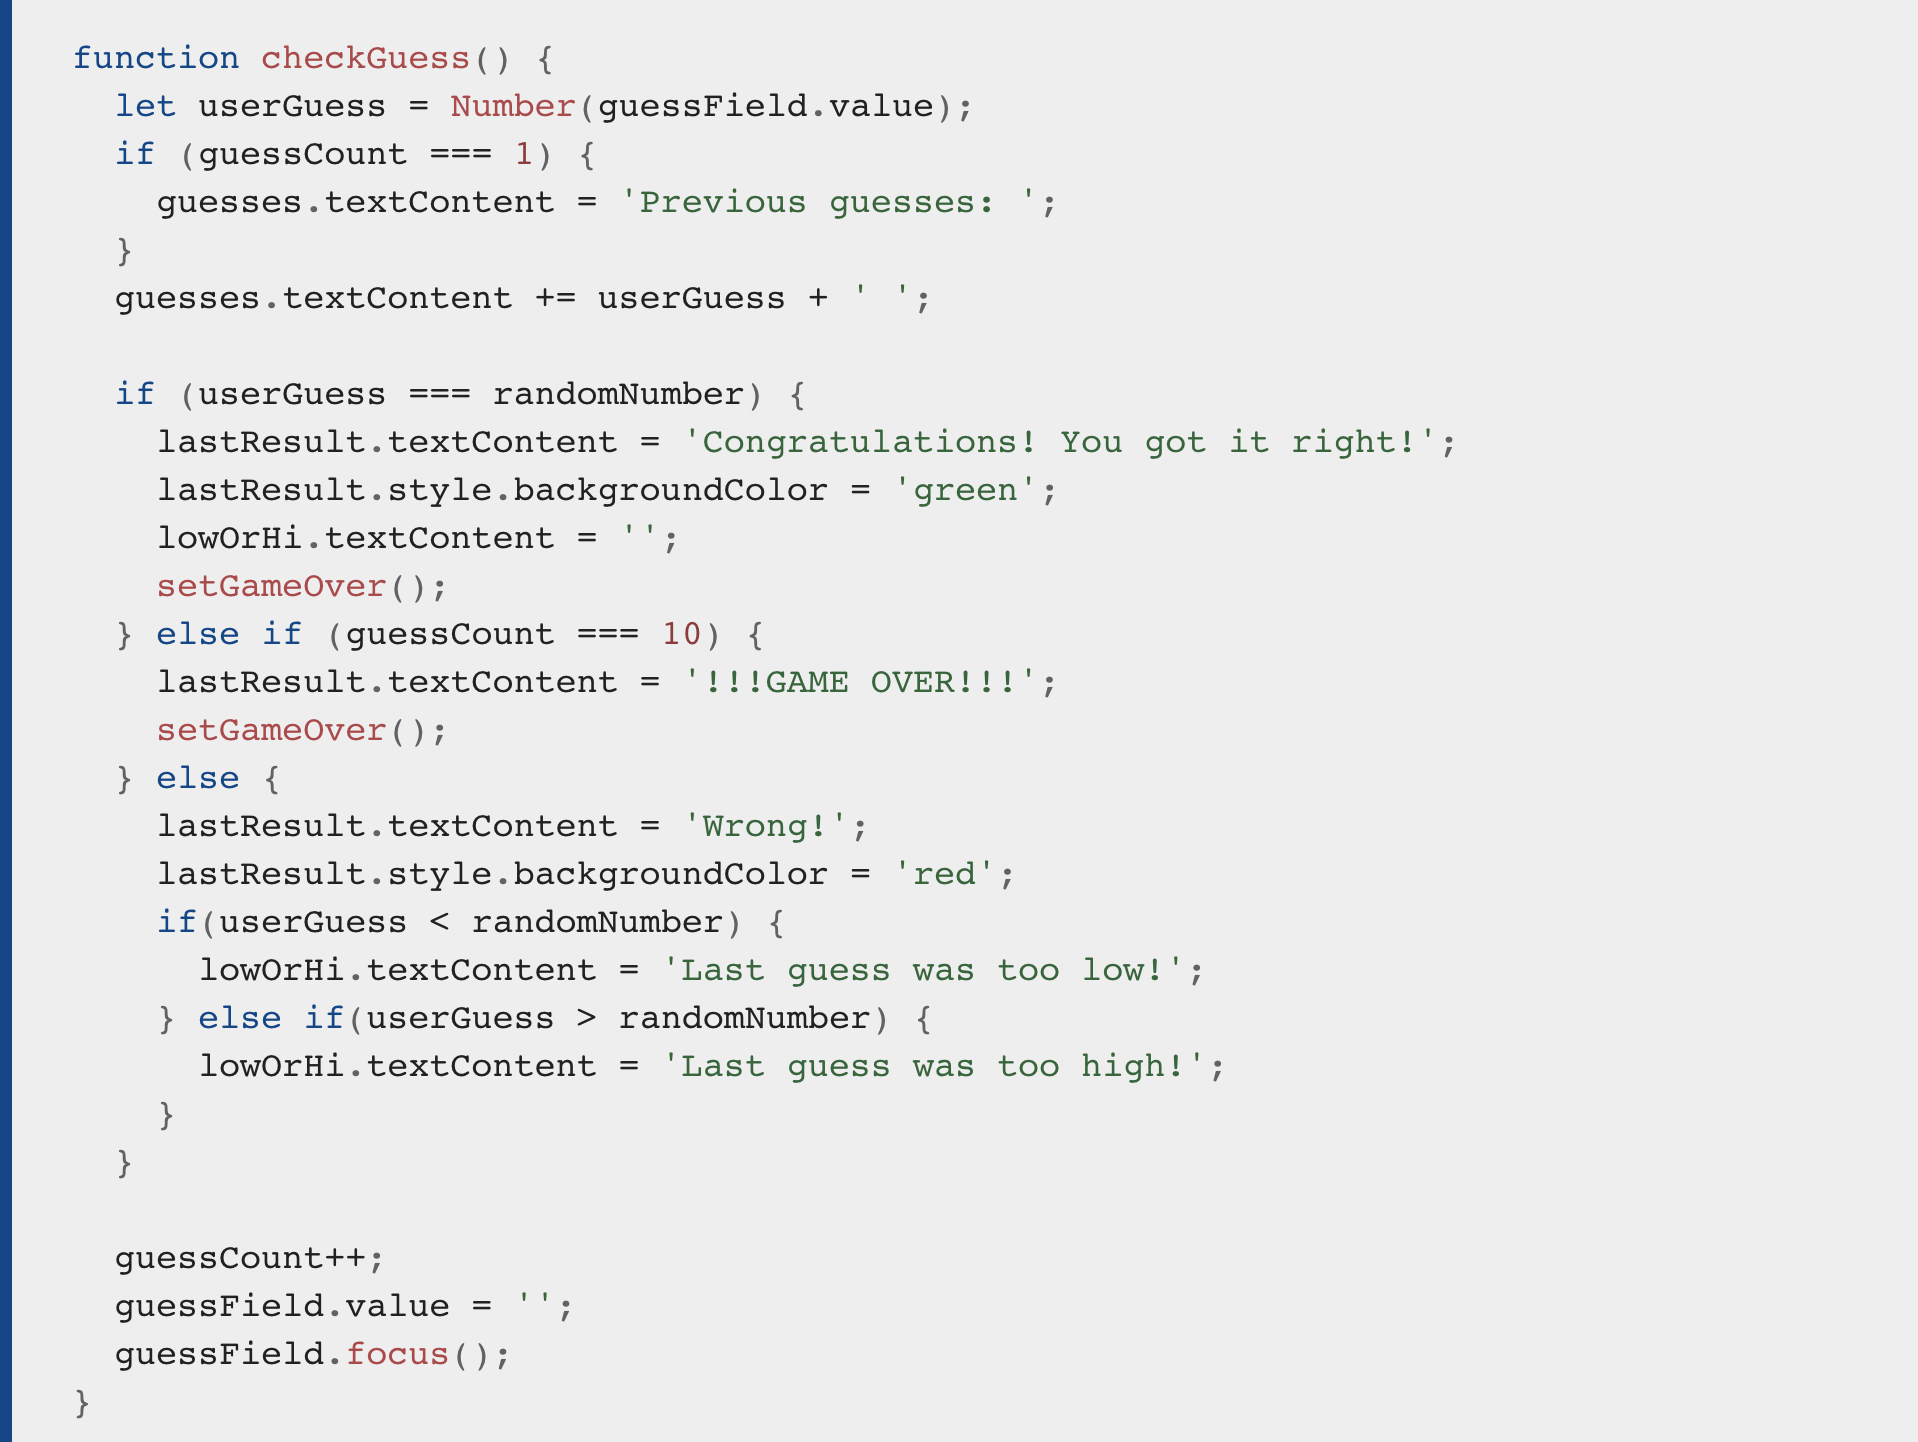 function checkGuess() {
  let userGuess = Number(guessField.value);
  if (guessCount === 1) {
    guesses.textContent = 'Previous guesses: ';
  }
  guesses.textContent += userGuess + ' ';

  if (userGuess === randomNumber) {
    lastResult.textContent = 'Congratulations! You got it right!';
    lastResult.style.backgroundColor = 'green';
    lowOrHi.textContent = '';
    setGameOver();
  } else if (guessCount === 10) {
    lastResult.textContent = '!!!GAME OVER!!!';
    setGameOver();
  } else {
    lastResult.textContent = 'Wrong!';
    lastResult.style.backgroundColor = 'red';
    if(userGuess < randomNumber) {
      lowOrHi.textContent = 'Last guess was too low!';
    } else if(userGuess > randomNumber) {
      lowOrHi.textContent = 'Last guess was too high!';
    }
  }

  guessCount++;
  guessField.value = '';
  guessField.focus();
}